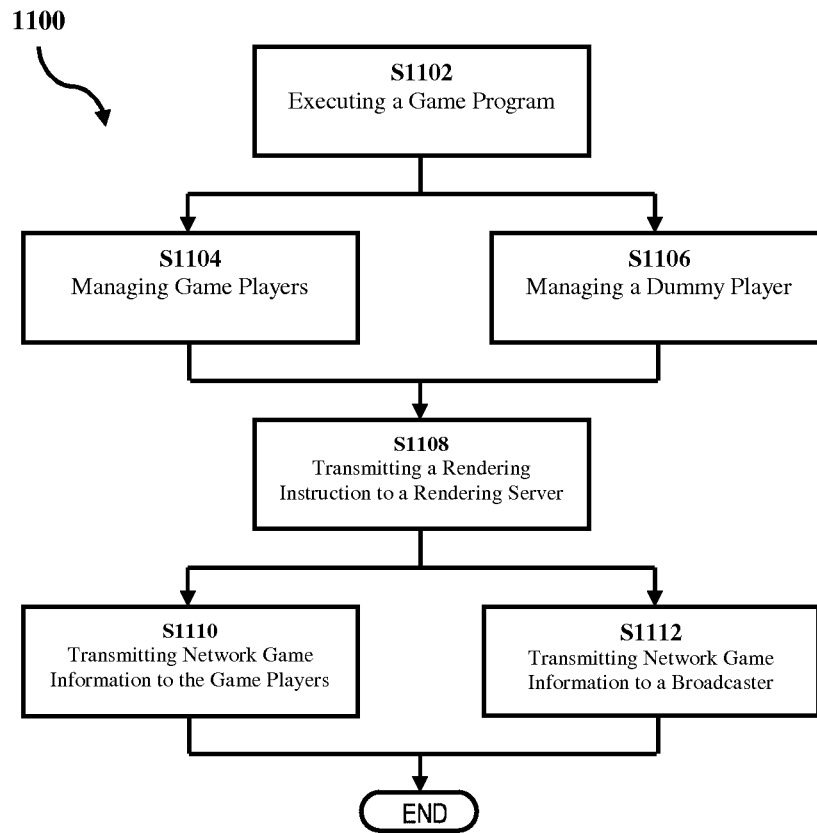 1100
S1102
Executing a Game Program
S1104
Managing Game Players
S1106
Managing a Dummy Player
S1108
Transmitting a Rendering
Instruction to a Rendering Server
S1110
Transmitting Network Game
Information to the Game Players
S1112
Transmitting Network Game
Information to a Broadcaster
END